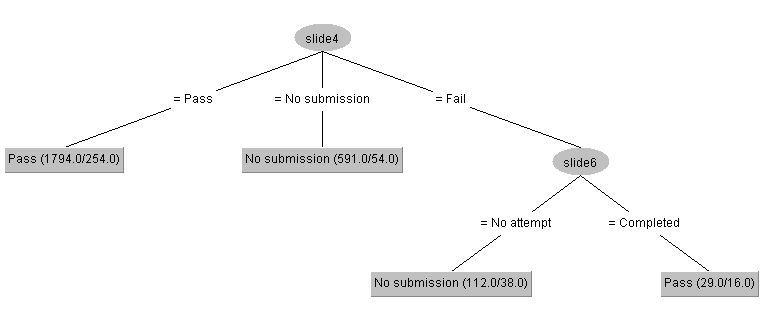 slide4
= Pass
= No submission
= Fail
Pass (1794.0/254.0)
No submission (591.0/54.0)
slide6
= No attempt
= Completed
No submission (112.0/38.0)
Pass (29.0/16.0)